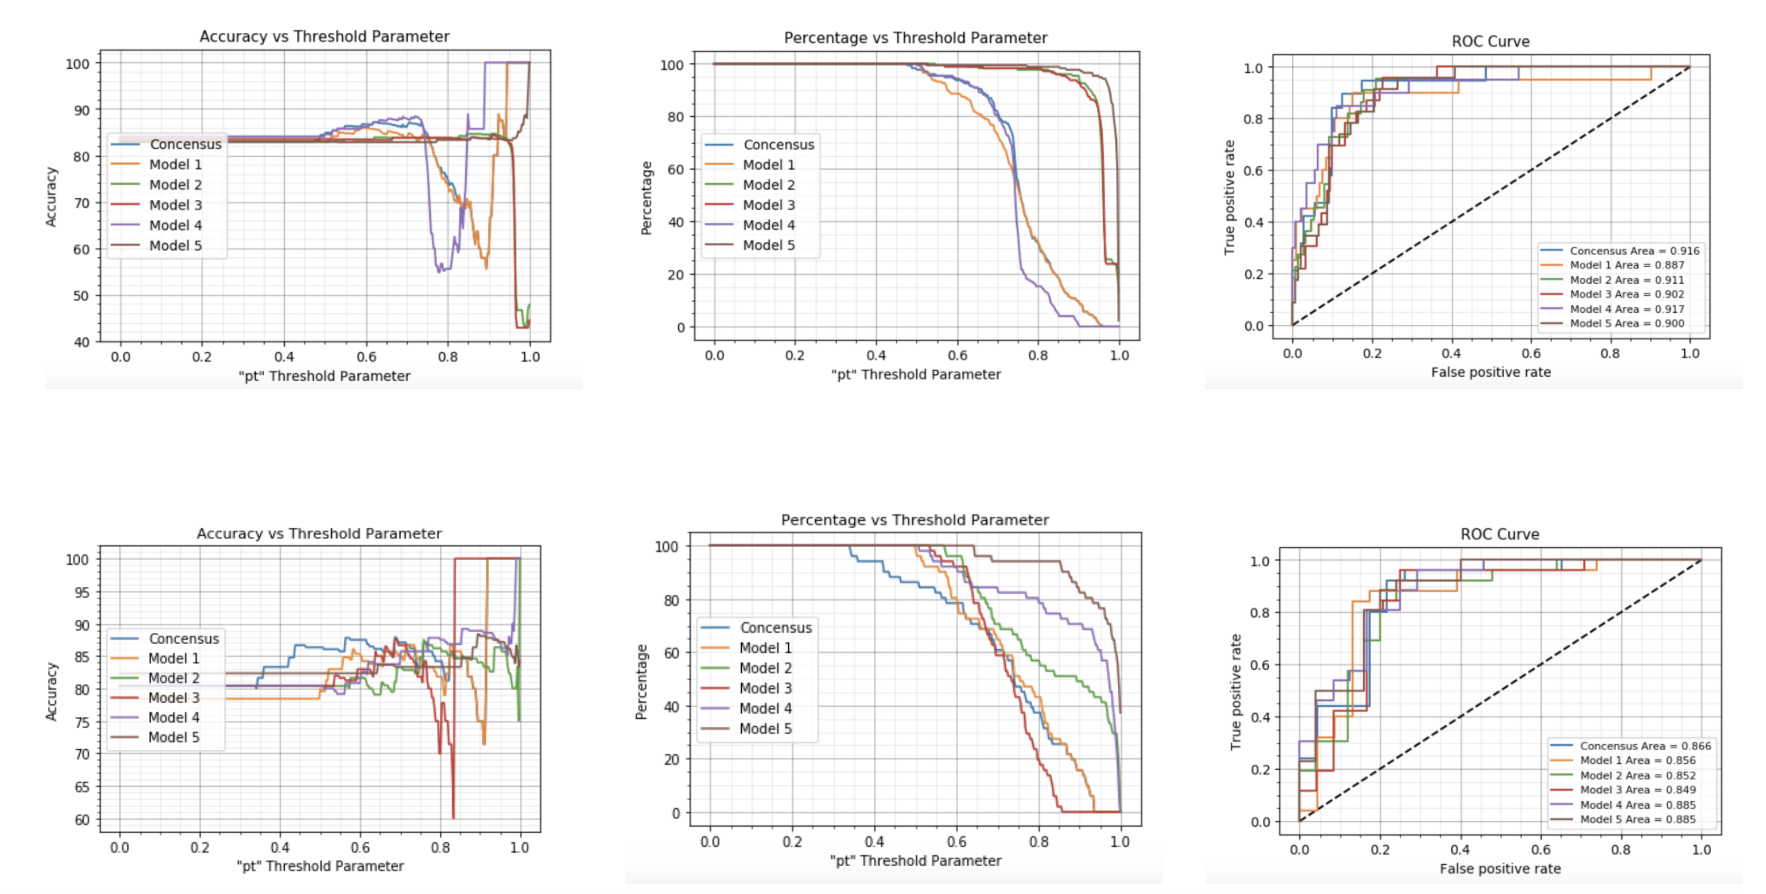 Accuracy vs Threshold Parameter
100
90
80
70
60
50
40
Accuracy
Concensus
Model 1
Model 2
Model 3
Model 4
Model 5
0.0 0.2 0.4 0.6 0.8 1.0
"pt" Threshold Parameter
Percentage vs Threshold Parameter
100
80
60
40
20
0
Percentage
Concensus
Model 1
Model 2
Model 3
Model 4
Model 5
0.0 0.2 0.4 0.6 0.8 1.0
"pt" Threshold Parameter
ROC Curve
1.0
0.8
0.6
0.4
0.2
0.0
True positive rate
Consensus Area = 0.916
Model 1 Area = 0.887
Model 2 Area = 0.911
Model 3 Area = 0.902
Model 4 Area = 0.917
Model 5 Area = 0.900
0.0 0.2 0.4 0.6 0.8 1.0
False positive rate
Accuracy vs Threshold Parameter
100
95
90
85
80
75
70
65
60
Accuracy
Concensus
Model 1
Model 2
Model 3
Model 4
Model 5
0.0 0.2 0.4 0.6 0.8 1.0
"pt" Threshold Parameter
Percentage vs Threshold Parameter
100
80
60
40
20
0
Percentage
Concensus
Model 1
Model 2
Model 3
Model 4
Model 5
0.0 0.2 0.4 0.6 0.8 1.0
"pt" Threshold Parameter
ROC Curve
1.0
0.8
0.6
0.4
0.2
0.0
True positive rate
Concensus Area = 0.866
Model 1 Area = 0.856
Model 2 Area = 0.852
Model 3 Area = 0.849
Model 4 Area = 0.885
Model 5 Area = 0.885
0.0 0.2 0.4 0.6 0.8 1.0
False positive rate